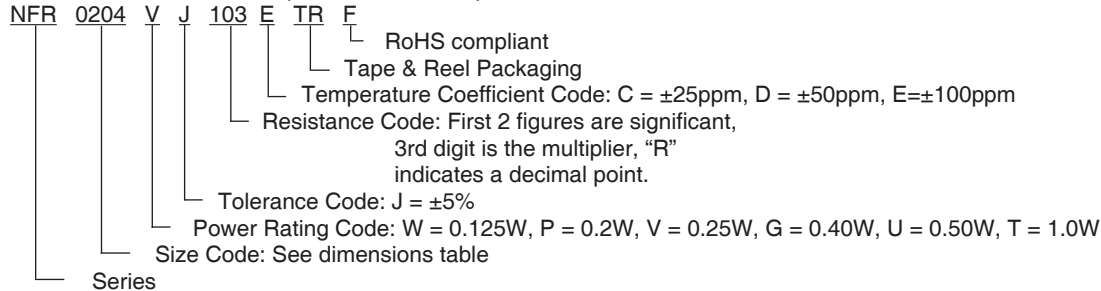 NFR 0204 V J 103 E TR F
RoHS compliant
Tape & Reel Packaging
Temperature Coefficient Code: C = ±25ppm, D = ±50ppm, E=±100ppm
Resistance Code: First 2 figures are significant,
3rd digit is the multiplier, “R”
indicates a decimal point.
Tolerance Code: J = ±5%
Power Rating Code: W = 0.125W, P = 0.2W, V = 0.25W, G = 0.40W, U = 0.50W, T = 1.0W
Size Code: See dimensions table
Series